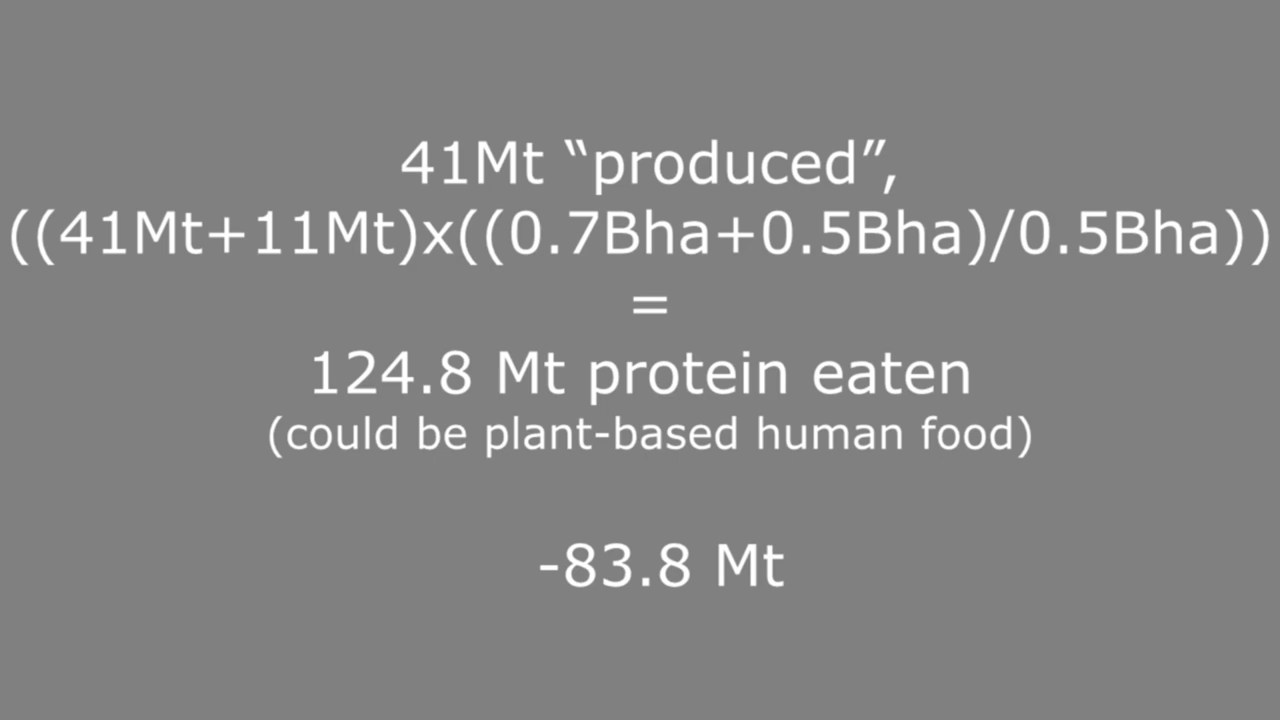 41Mt “produced”,
((41Mt+11Mt)x((0.7Bha+0.5Bha)/0.5Bha))
=
124.8 Mt protein eaten
(could be plant-based human food)
-83.8 Mt